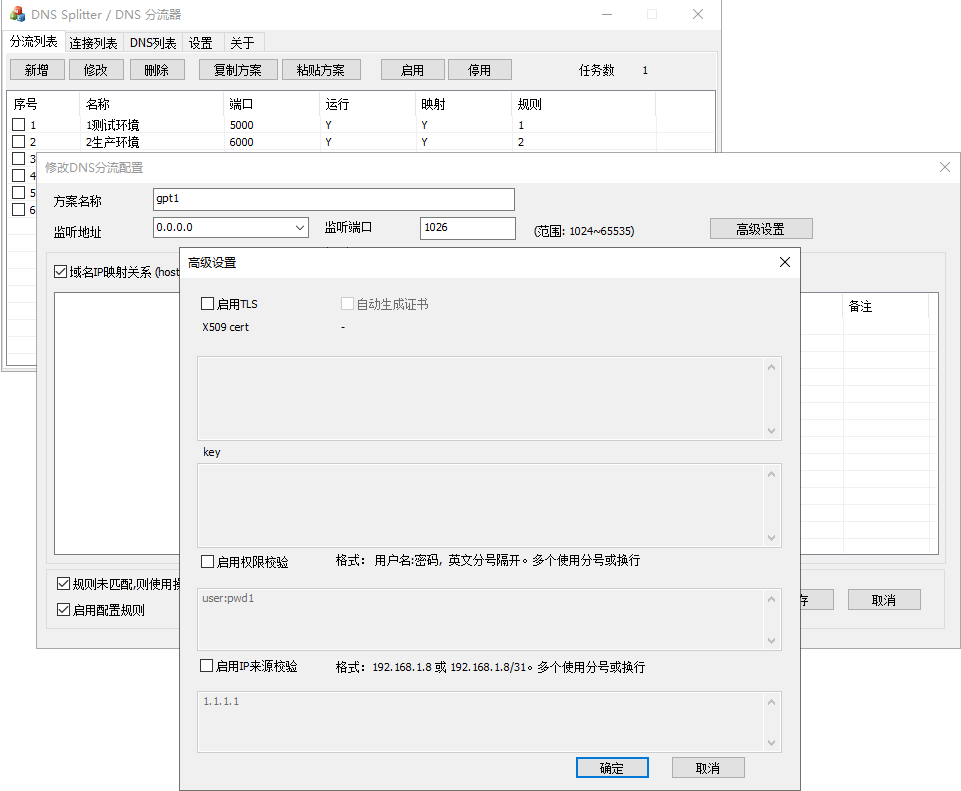 DNS Splitter / DNS 分流器
分流列表 连接列表 DNS列表 设置 关于
新增 修改 删除 复制方案 粘贴方案 启用 停用 任务数 1
序号 名称 端口 运行 映射 规则
1 1测试环境 5000 Y Y 1
2 2生产环境 6000 Y Y 2
3
4
5
6
修改DNS分流配置
方案名称 gpt1
监听地址 0.0.0.0 监听端口 1026 (范围: 1024~65535) 高级设置
域名IP映射关系 (host
备注
规则未匹配,则使用
启用配置规则
存 取消
高级设置
启用TLS 自动生成证书
X509 cert -
key
启用权限校验 格式： 用户名:密码, 英文分号隔开。多个使用分号或换行
user:pwd1
启用IP来源校验 格式： 192.168.1.8 或 192.168.1.8/31。多个使用分号或换行
1.1.1.1
确定 取消